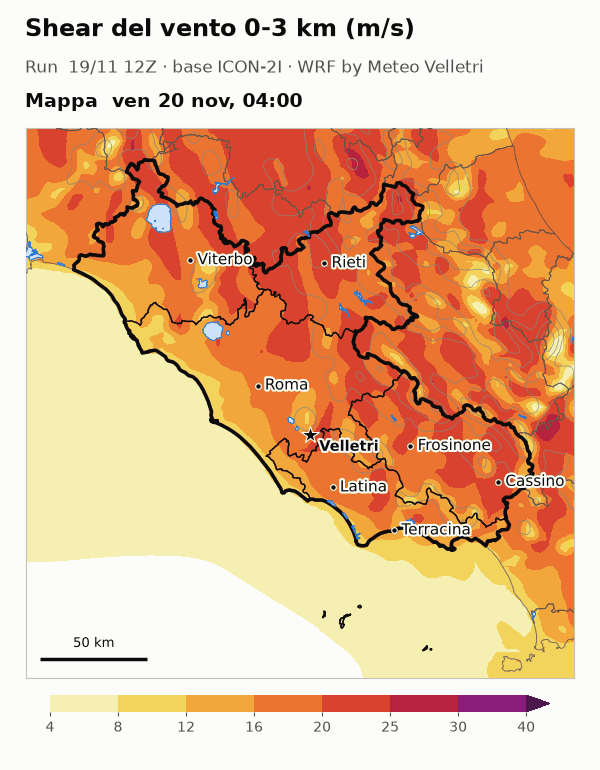 Shear del vento 0-3 km (m/s)
Run  19/11 12Z · base ICON-2I · WRF by Meteo Velletri
Mappa  ven 20 nov, 04:00
Viterbo
Rieti
Roma
Velletri
Frosinone
Cassino
Latina
Terracina
50 km
4 8 12 16 20 25 30 40